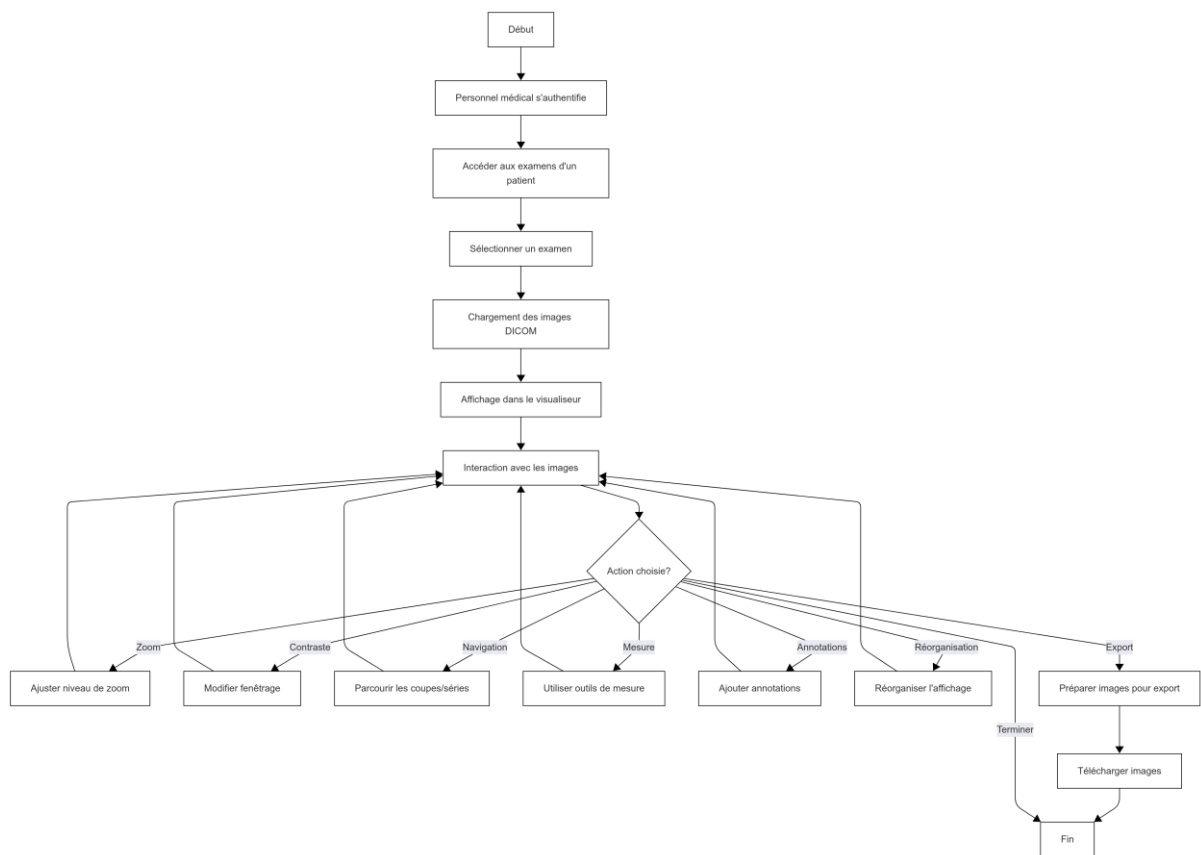 Début
Personnel médical s'authentifie
Accéder aux examens d'un
patient
Sélectionner un examen
Chargement des images
DICOM
Affichage dans le visualiseur
Interaction avec les images
Action choisie?
Zoom
Contraste
Navigation
Mesure
Annotations
Réorganisation
Export
Ajuster niveau de zoom
Modifier fenêtrage
Parcourir les coupes/séries
Utiliser outils de mesure
Ajouter annotations
Réorganiser l'affichage
Préparer images pour export
Terminer
Télécharger images
Fin